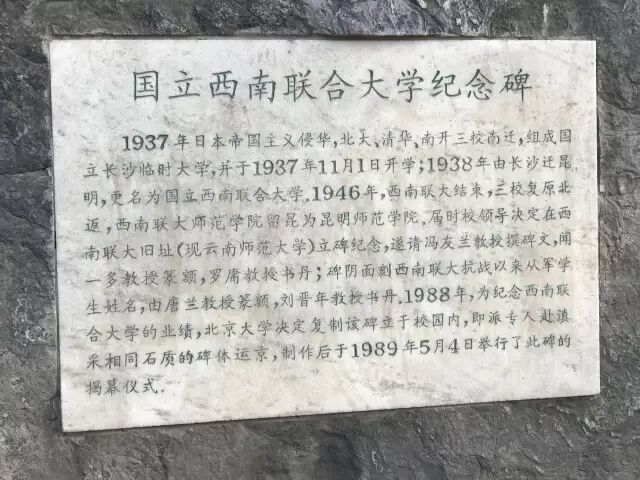 国立西南联合大学纪念碑
1937年日本帝国主义侵华,北大、清华、南开三校南迁,组成国
立长沙临时大学,并于1937年11月1日开学;1938年由长沙迁昆
明,更名为国立西南联合大学.1946年,西南联大结束,三校复原北
返,西南联大师范学院留昆为昆明师范学院.届时校领导决定在西
南联大旧址(现云南师范大学)立碑纪念,邀请冯友兰教授撰碑文,闻
一多教授篆额,罗庸教授书丹;碑阴面刻西南联大抗战以来从军学
生姓名,由唐兰教授篆额,刘晋年教授书丹.1988年,为纪念西南联
合大学的业绩,北京大学决定复制该碑立于校园内,即派专人赴滇
采相同石质的碑体运京,制作后于1989年5月4日举行了此碑的
揭幕仪式.